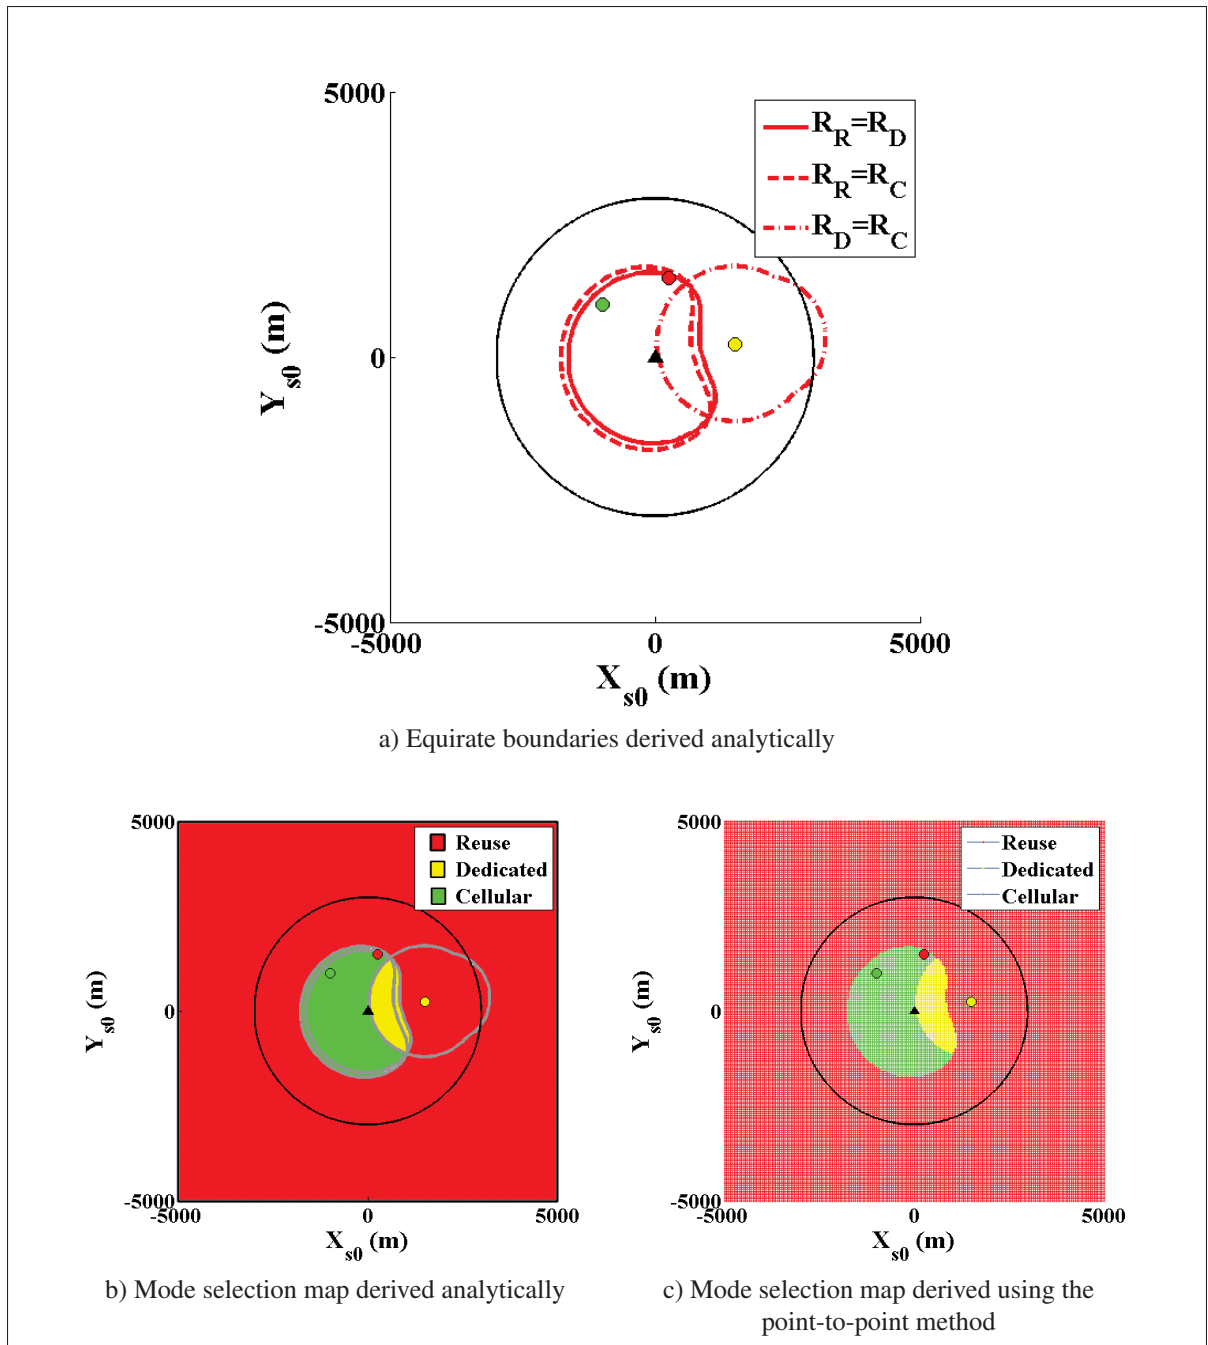 5000
R_R=R_D
R_R=R_C
R_D=R_C
Y_s0 (m)
0
-5000
-5000 0 5000
X_s0 (m)
a) Equirate boundaries derived analytically
5000
Reuse
Dedicated
Cellular
Y_s0 (m)
0
-5000
-5000 0 5000
X_s0 (m)
b) Mode selection map derived analytically
5000
Reuse
Dedicated
Cellular
Y_s0 (m)
0
-5000
-5000 0 5000
X_s0 (m)
c) Mode selection map derived using the
point-to-point method